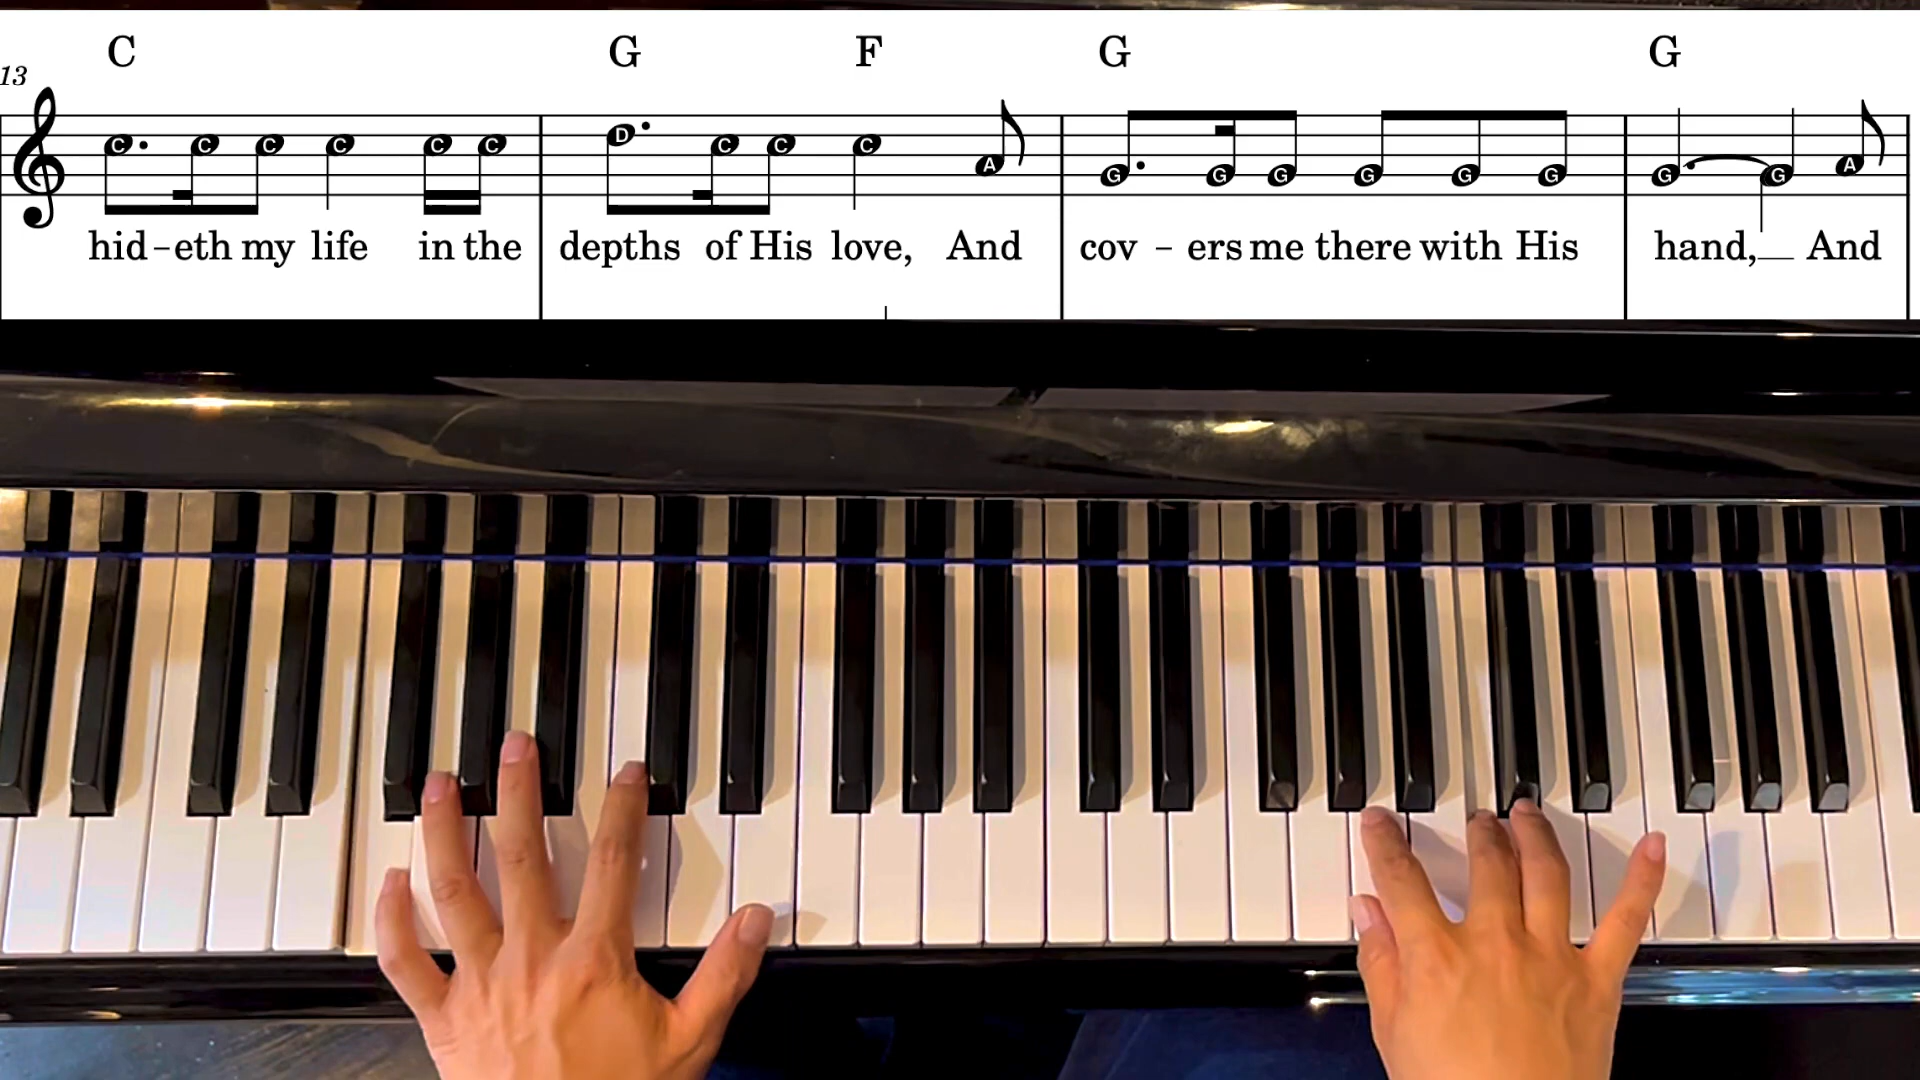 C G F G G
13
C C C C C C D C C C A G G G G G G G G A
hid-eth my life in the depths of His love, And cov - ers me there with His hand,__ And